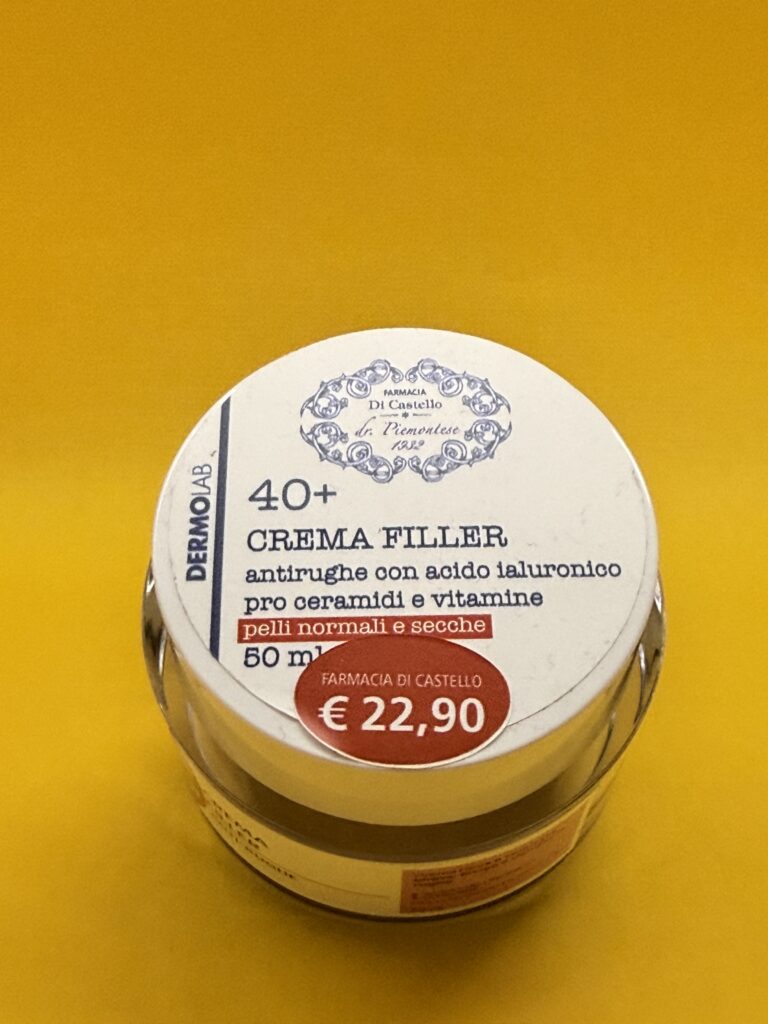 FARMACIA
Di Castello
dr. Piemontese
1932
DERMOLAB
40+
CREMA FILLER
antirughe con acido ialuronico
pro ceramidi e vitamine
pelli normali e secche
50 ml
FARMACIA DI CASTELLO
€ 22,90